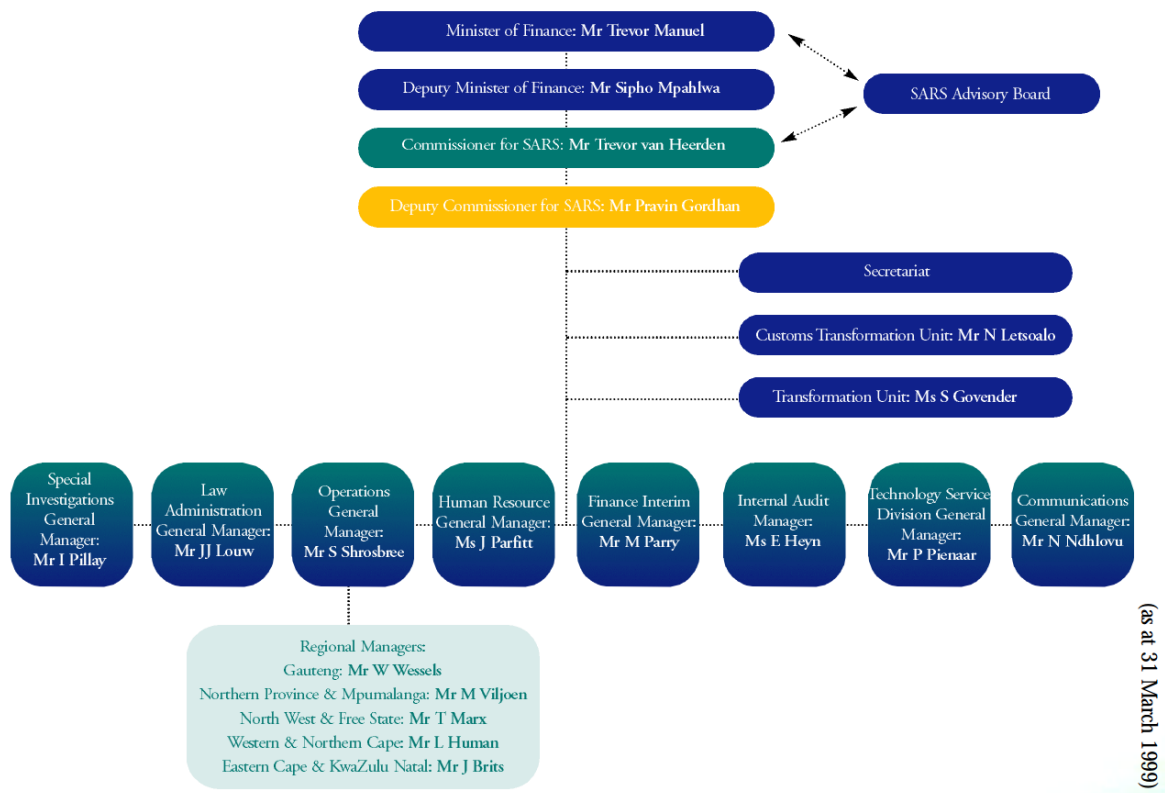 Minister of Finance: Mr Trevor Manuel
Deputy Minister of Finance: Mr Sipho Mpahlwa
SARS Advisory Board
Commissioner for SARS: Mr Trevor van Heerden
Deputy Commissioner for SARS: Mr Pravin Gordhan
Secretariat
Customs Transformation Unit: Mr N Letsoalo
Transformation Unit: Ms S Govender
Special
Investigations
General
Manager:
Mr I Pillay
Law
Administration
General Manager:
Mr JJ Louw
Operations
General
Manager:
Mr S Shrosbree
Human Resource
General Manager:
Ms J Parfitt
Finance Interim
General Manager:
Mr M Parry
Internal Audit
Manager:
Ms E Heyn
Technology Service
Division General
Manager:
Mr P Pienaar
Communications
General Manager:
Mr N Ndhlovu
Regional Managers:
Gauteng: Mr W Wessels
Northern Province & Mpumalanga: Mr M Viljoen
North West & Free State: Mr T Marx
Western & Northern Cape: Mr L Human
Eastern Cape & KwaZulu Natal: Mr J Brits
(as at 31 March 1999)